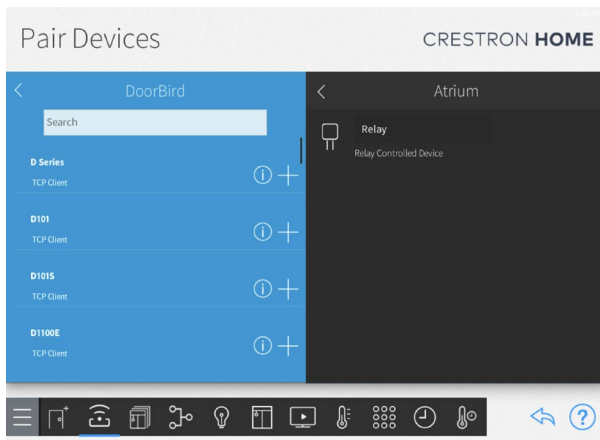 Pair Devices
CRESTRON HOME
DoorBird
Atrium
Search
Relay
Relay Controlled Device
D Series
TCP Client
D101
TCP Client
D101S
TCP Client
D1100E
TCP Client